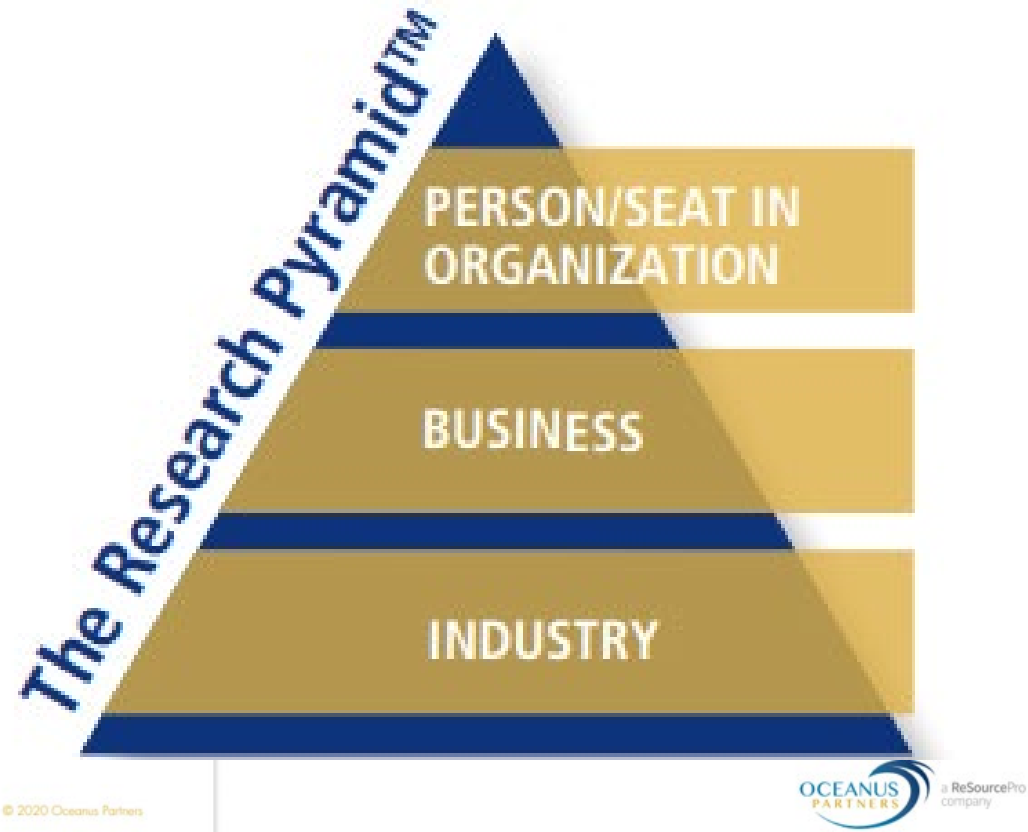 The Research Pyramid™
PERSON/SEAT IN
ORGANIZATION
BUSINESS
INDUSTRY
© 2020 Oceanus Partners
OCEANUS
PARTNERS
a ReSourcePro
company